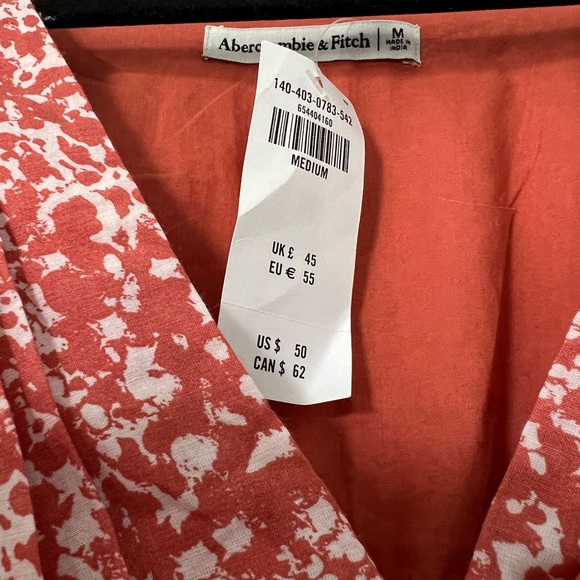 Abercrombie & Fitch
M
MADE IN
INDIA
140-403-0783-542
654404160
MEDIUM
UK £ 45
EU € 55
US $ 50
CAN $ 62